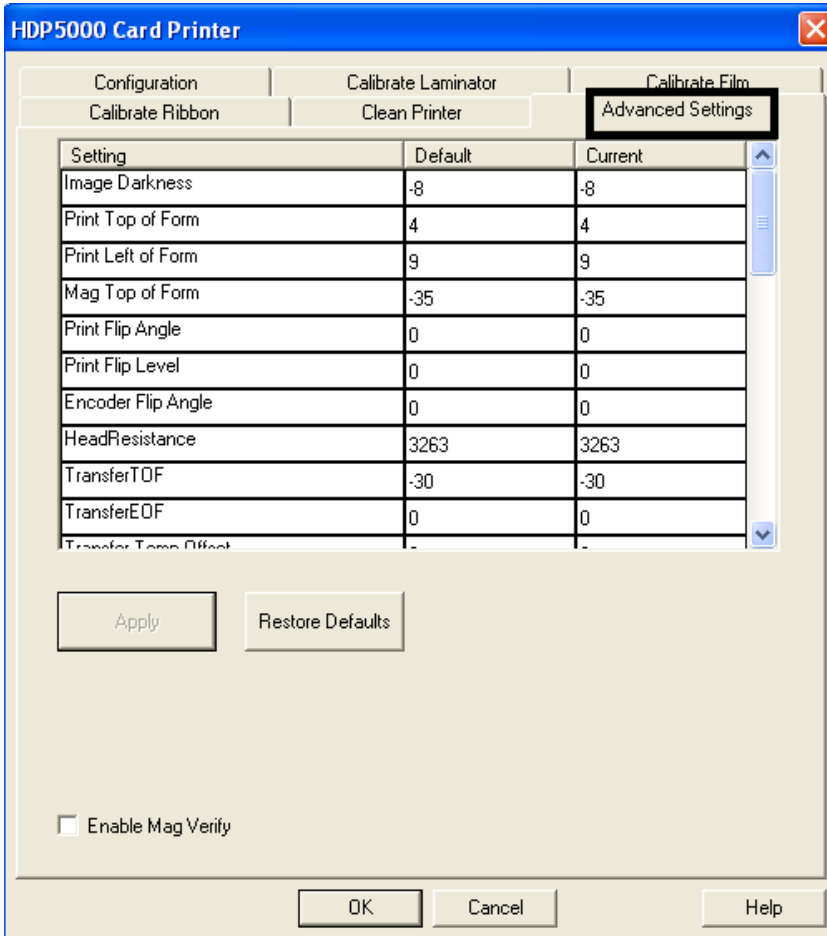 HDP5000 Card Printer
Configuration Calibrate Laminator Calibrate Film
Calibrate Ribbon Clean Printer Advanced Settings
Setting Default Current
Image Darkness -8 -8
Print Top of Form 4 4
Print Left of Form 9 9
Mag Top of Form -35 -35
Print Flip Angle 0 0
Print Flip Level 0 0
Encoder Flip Angle 0 0
HeadResistance 3263 3263
TransferTOF -30 -30
TransferEOF 0 0
Transfer Temp Offset
Apply Restore Defaults
Enable Mag Verify
OK Cancel Help